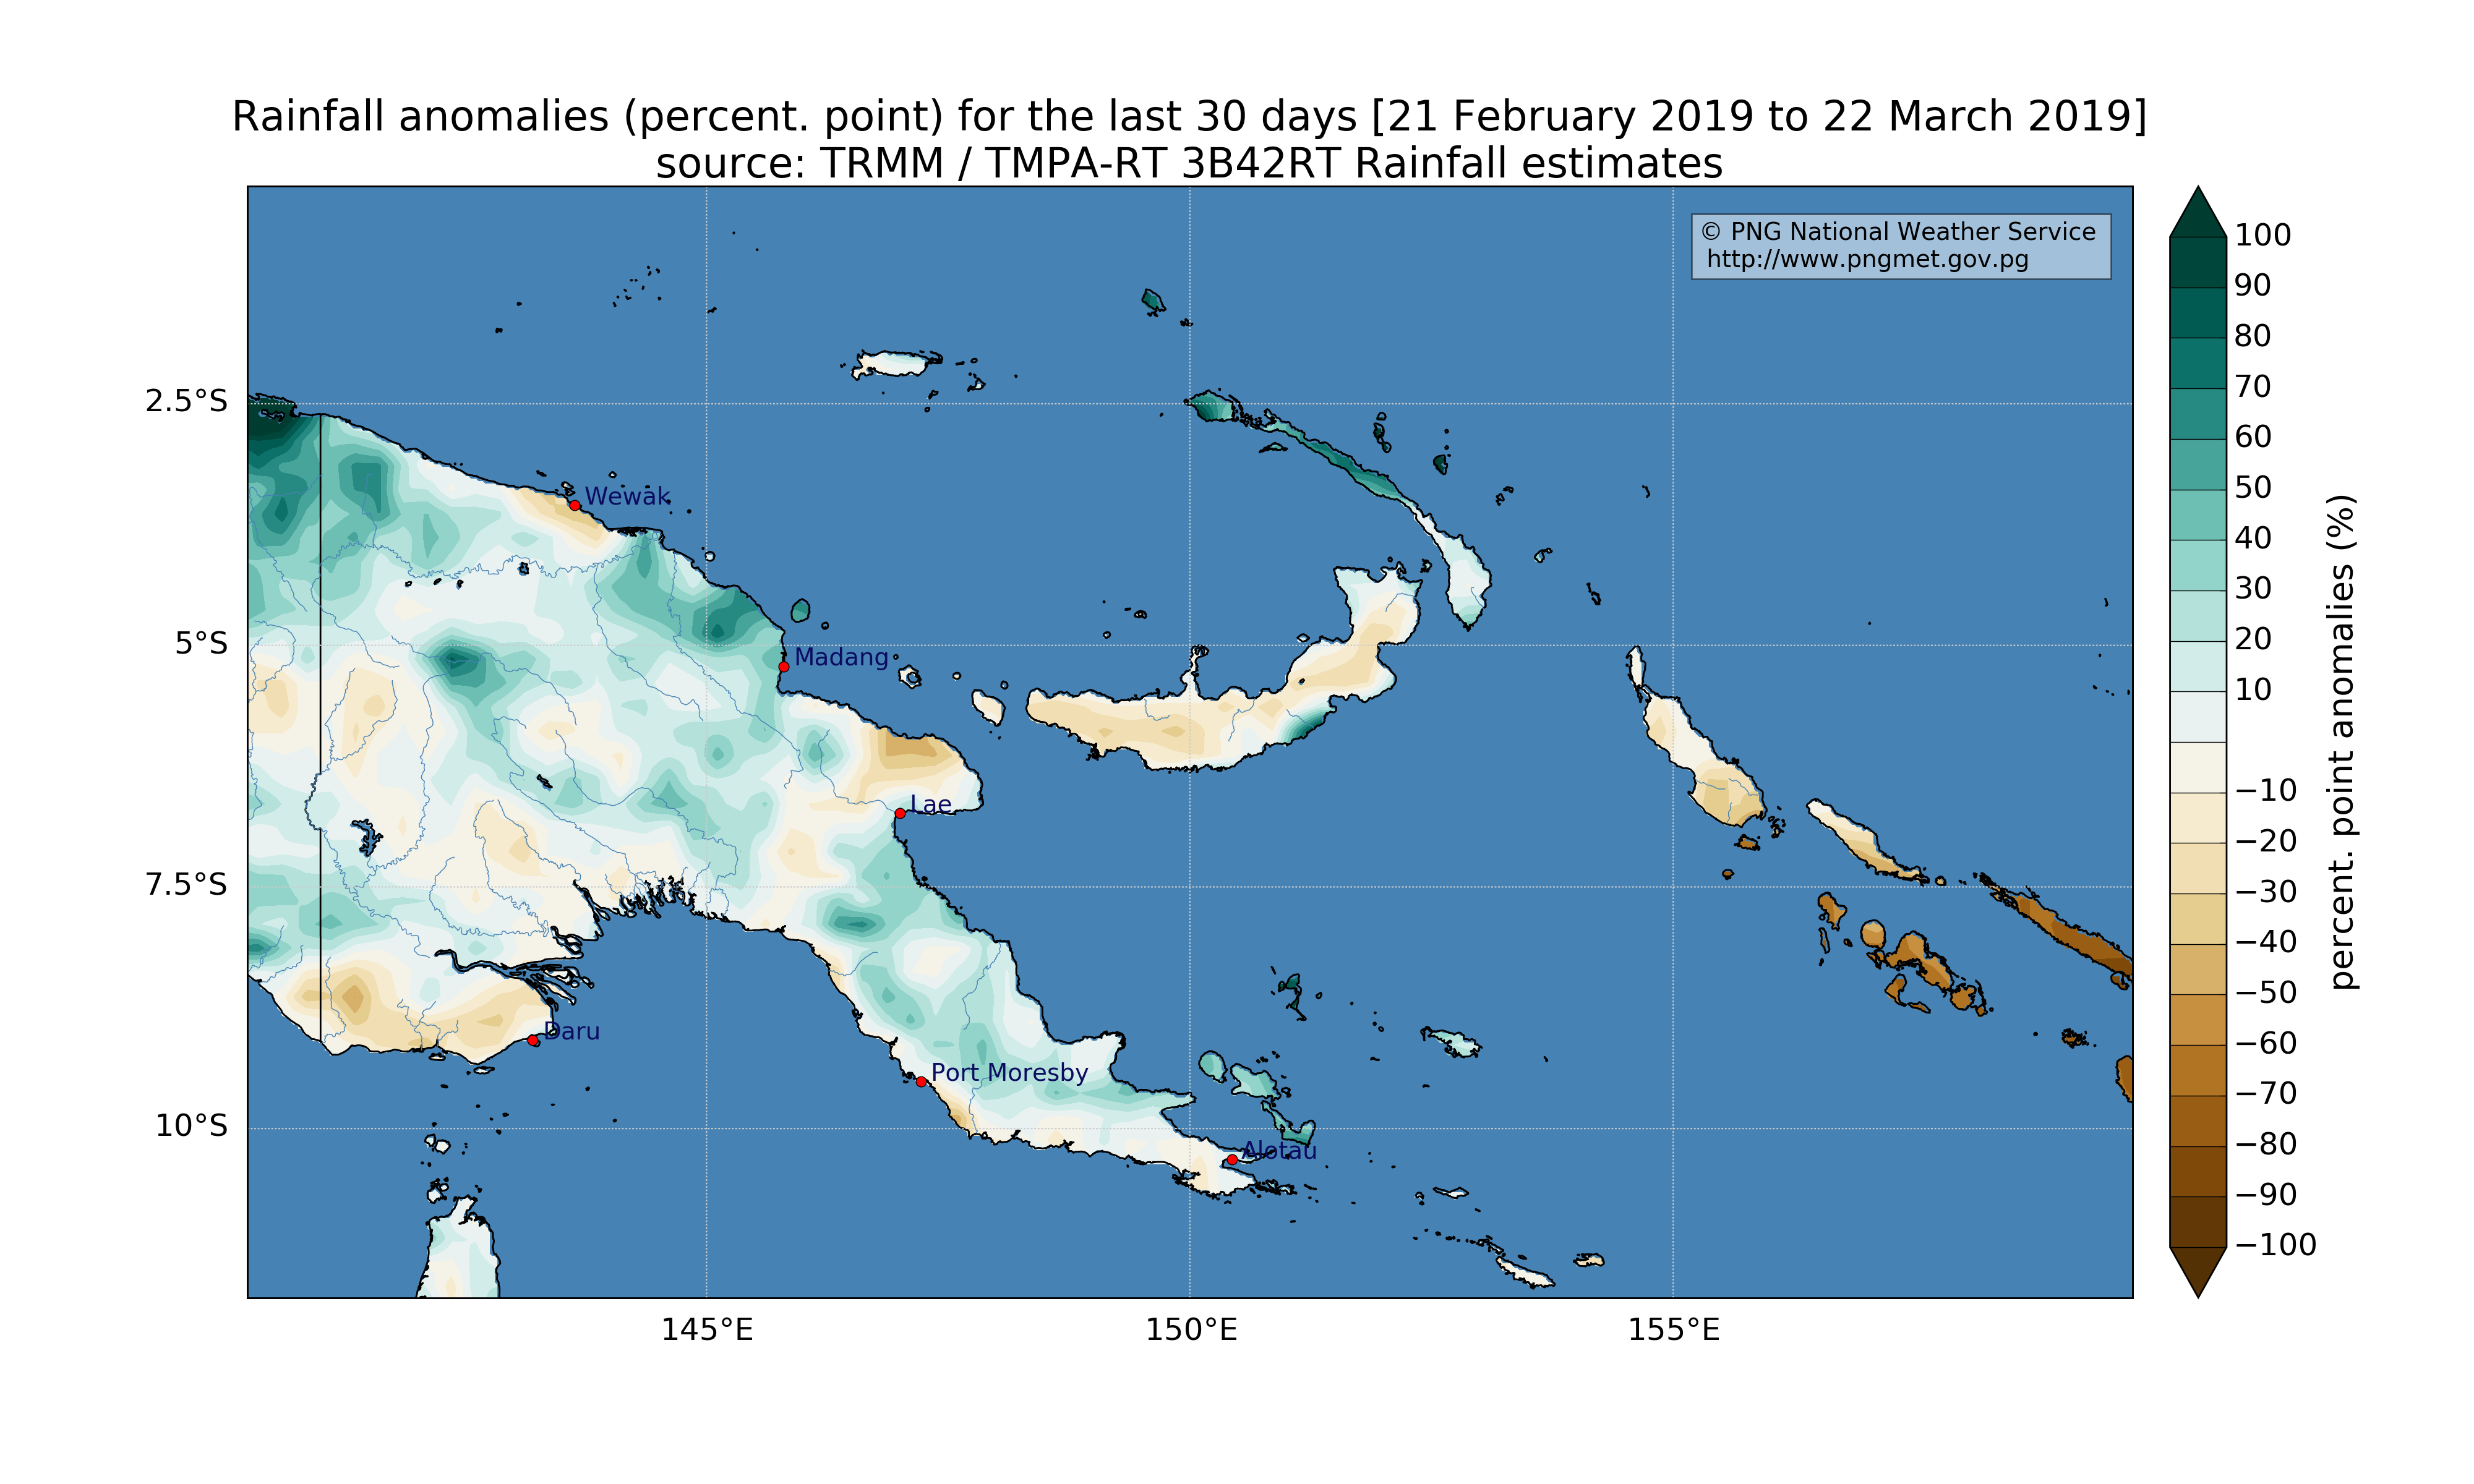 Rainfall anomalies (percent. point) for the last 30 days [21 February 2019 to 22 March 2019]
source: TRMM / TMPA-RT 3B42RT Rainfall estimates
© PNG National Weather Service
http://www.pngmet.gov.pg
2.5°S
5°S
7.5°S
10°S
Wewak
Madang
Lae
Daru
Port Moresby
Alotau
145°E
150°E
155°E
100
90
80
70
60
50
40
30
20
10
−10
−20
−30
−40
−50
−60
−70
−80
−90
−100
percent. point anomalies (%)